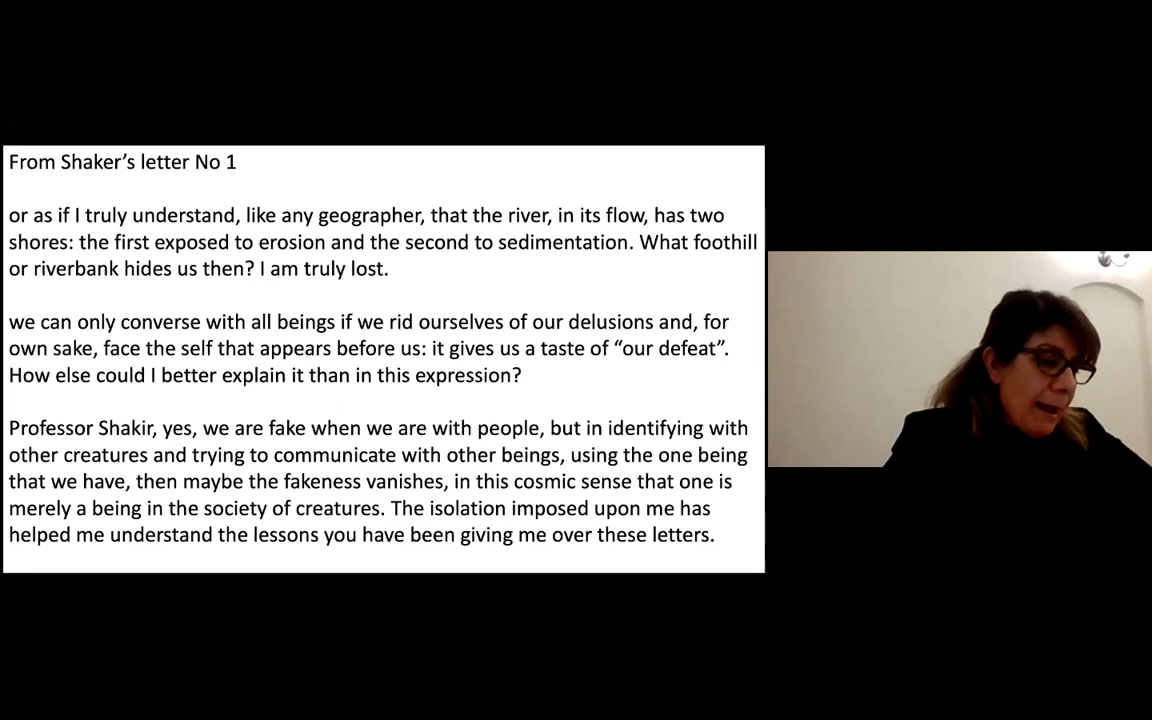 From Shaker's letter No 1
or as if I truly understand, like any geographer, that the river, in its flow, has two
shores: the first exposed to erosion and the second to sedimentation. What foothill
or riverbank hides us then? I am truly lost.
we can only converse with all beings if we rid ourselves of our delusions and, for
own sake, face the self that appears before us: it gives us a taste of “our defeat”.
How else could I better explain it than in this expression?
Professor Shakir, yes, we are fake when we are with people, but in identifying with
other creatures and trying to communicate with other beings, using the one being
that we have, then maybe the fakeness vanishes, in this cosmic sense that one is
merely a being in the society of creatures. The isolation imposed upon me has
helped me understand the lessons you have been giving me over these letters.